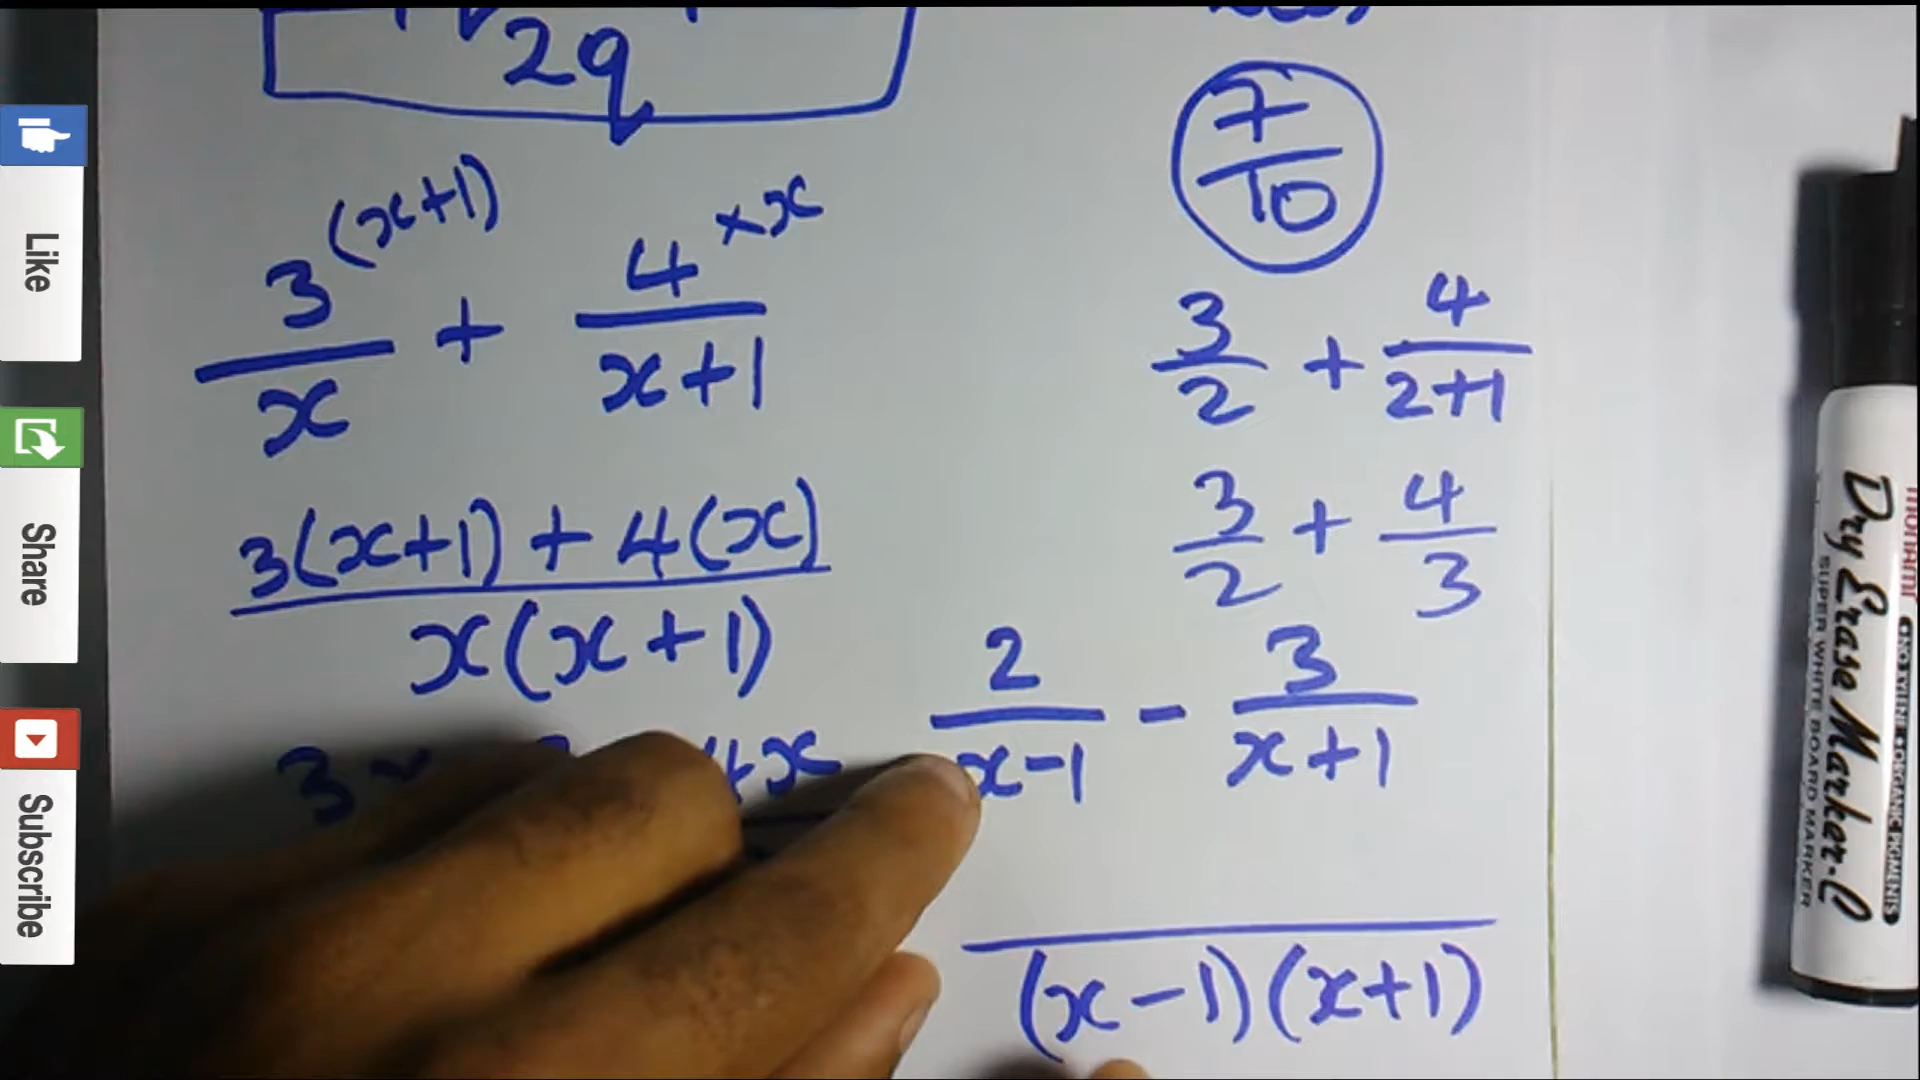 2q
7/10
3 (x+1) / x + 4 ×x / x+1
3(x+1) + 4(x) / x(x+1)
3/2 + 4/2+1
3/2 + 4/3
2/x-1 - 3/x+1
(x-1)(x+1)
Like
Share
Subscribe
Dry Erase Marker
SUPER WHITE BOARD MARKER